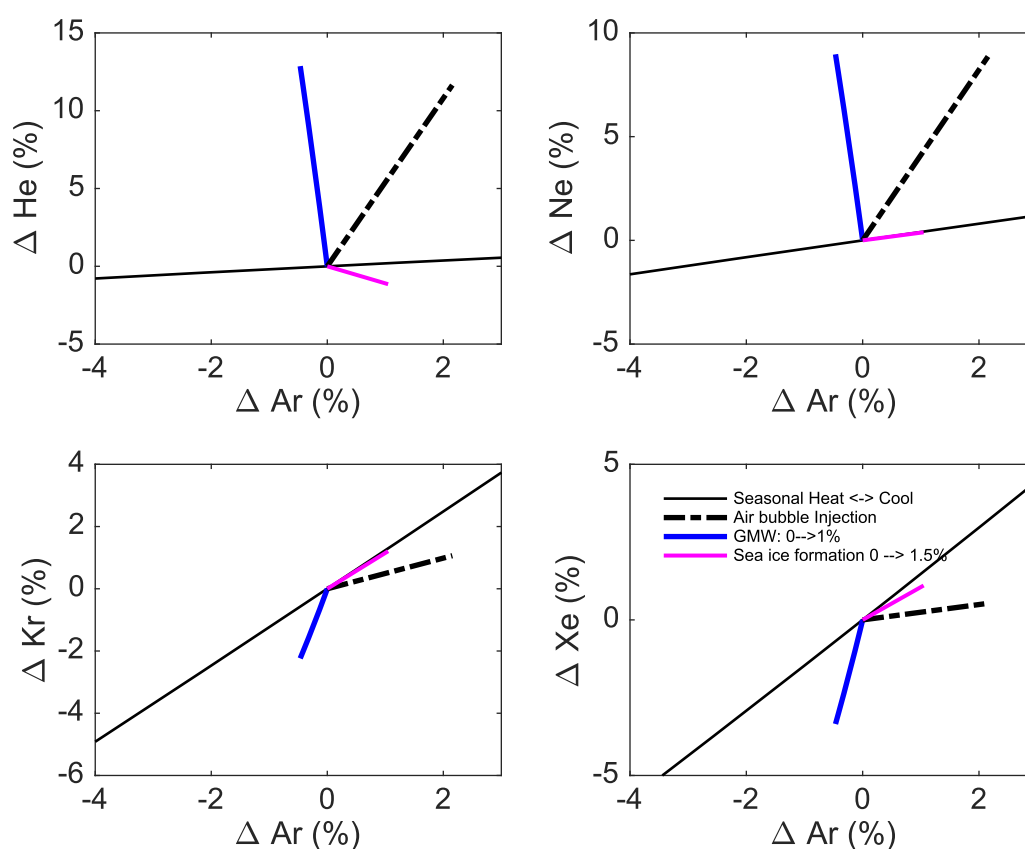 15
10
5
0
-5
-4
-2
0
2
Δ He (%)
Δ Ar (%)
10
5
0
-5
-4
-2
0
2
Δ Ne (%)
Δ Ar (%)
4
2
0
-2
-4
-6
-4
-2
0
2
Δ Kr (%)
Δ Ar (%)
5
0
-5
-4
-2
0
2
Δ Xe (%)
Δ Ar (%)
Seasonal Heat <-> Cool
Air bubble Injection
GMW: 0-->1%
Sea ice formation 0 --> 1.5%